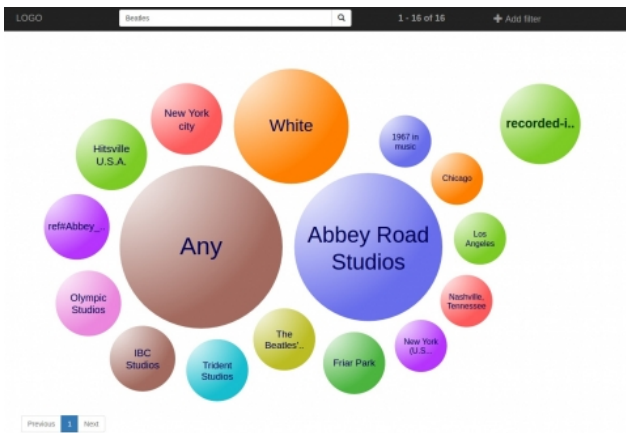 LOGO
Beatles
1 - 16 of 16
Add filter
New York
city
White
recorded-i..
1967 in
music
Hitsville
U.S.A.
Chicago
ref#Abbey_..
Any
Abbey Road
Studios
Los
Angeles
Olympic
Studios
Nashville,
Tennessee
The
Beatles'..
New York
(U.S...
IBC
Studios
Trident
Studios
Friar Park
Previous
1
Next